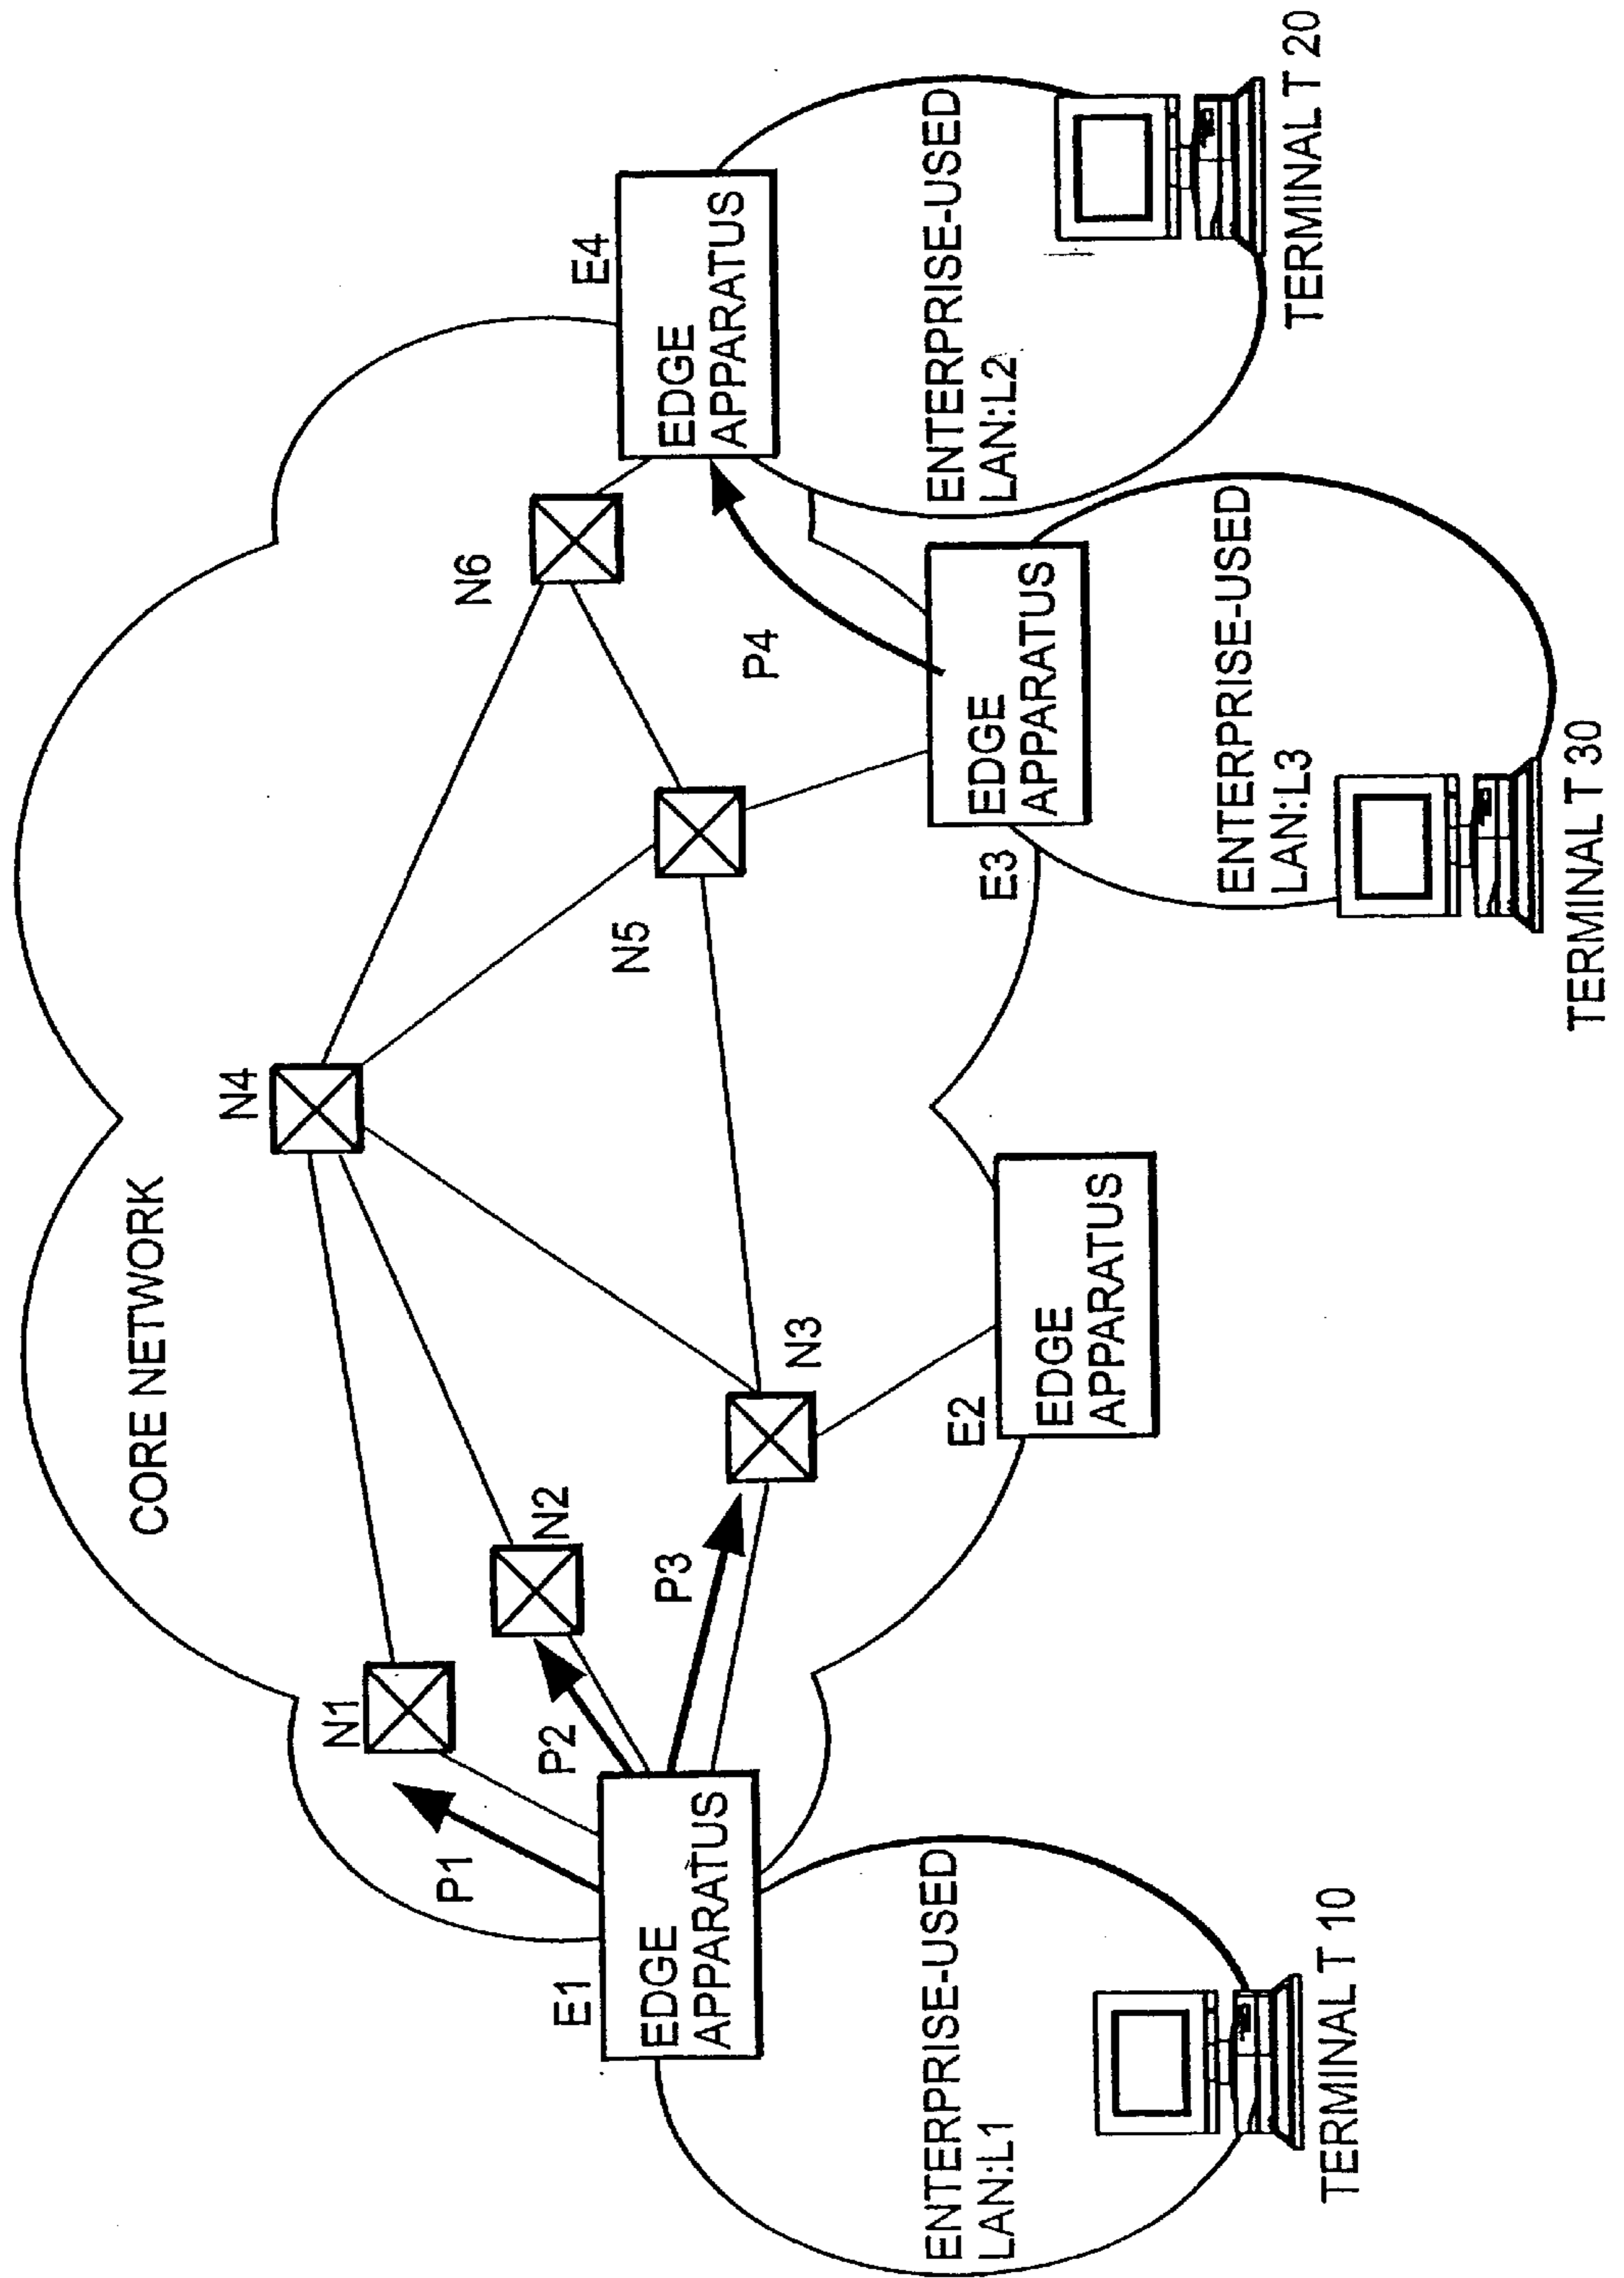 CORE NETWORK
N4
N1
N2
N6
N5
P1
P2
P3
N3
P4
E1
EDGE
APPARATUS
E2
EDGE
APPARATUS
E3
EDGE
APPARATUS
E4
EDGE
APPARATUS
ENTERPRISE-USED
LAN:L1
TERMINAL T 10
ENTERPRISE-USED
LAN:L3
TERMINAL T 30
ENTERPRISE-USED
LAN:L2
TERMINAL T 20